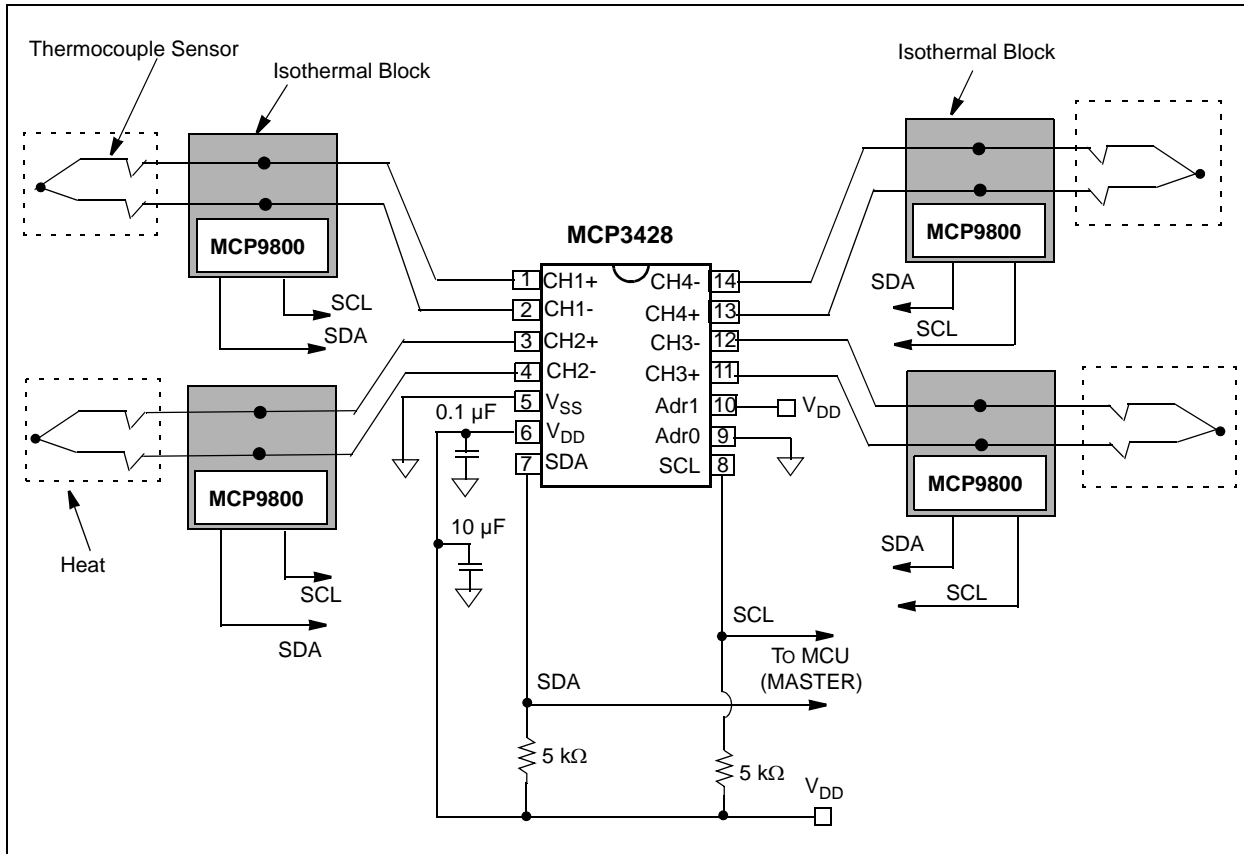 Thermocouple Sensor
Isothermal Block
Isothermal Block
MCP9800
MCP9800
MCP3428
1 CH1+ CH4- 14
2 CH1- CH4+ 13
3 CH2+ CH3- 12
4 CH2- CH3+ 11
5 VSS Adr1 10
6 VDD Adr0 9
7 SDA SCL 8
SCL
SDA
SDA
SCL
0.1 µF
VDD
MCP9800
MCP9800
10 µF
Heat
SCL
SDA
SDA
SCL
SCL
TO MCU
(MASTER)
SDA
5 kΩ
5 kΩ
VDD